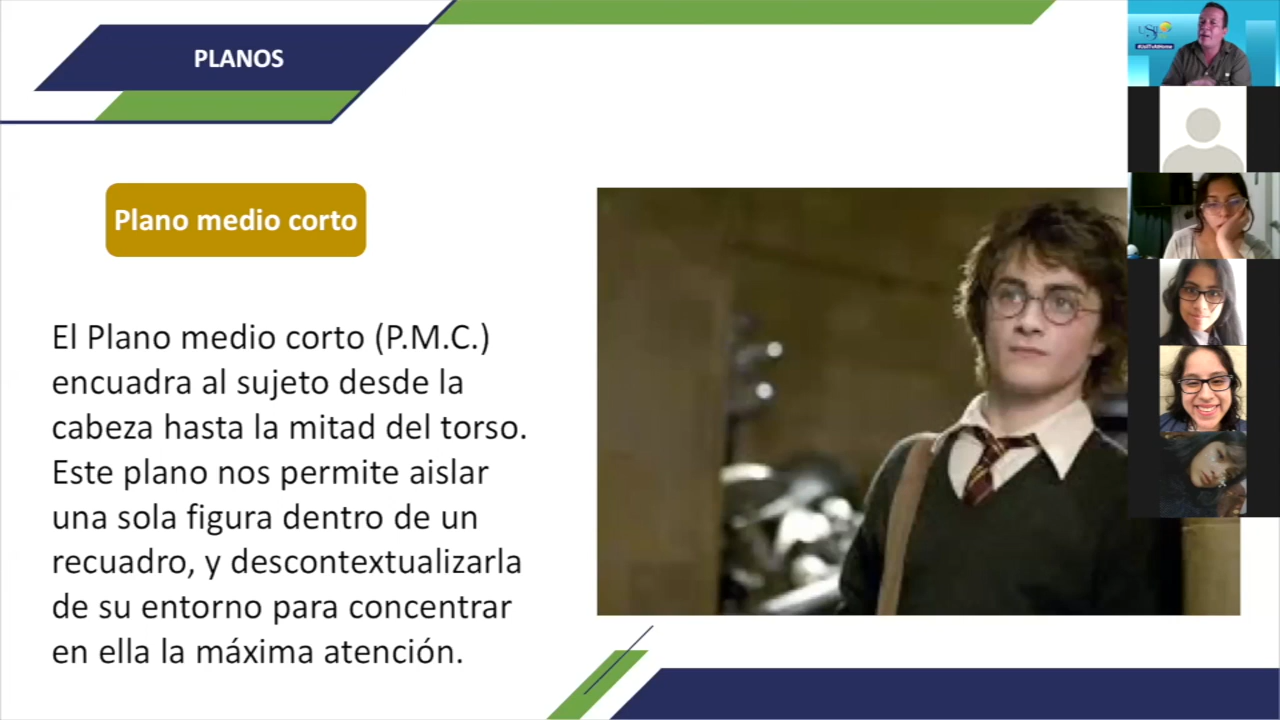 PLANOS
Plano medio corto
El Plano medio corto (P.M.C.)
encuadra al sujeto desde la
cabeza hasta la mitad del torso.
Este plano nos permite aislar
una sola figura dentro de un
recuadro, y descontextualizarla
de su entorno para concentrar
en ella la máxima atención.